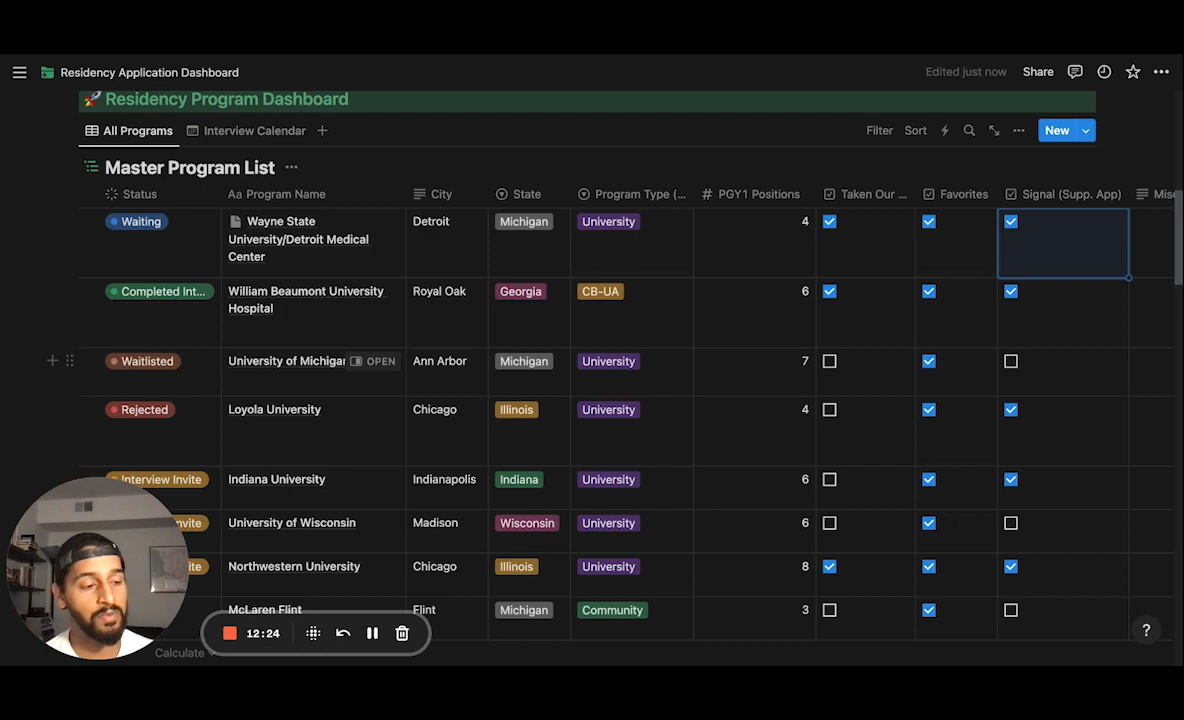 Residency Application Dashboard
Edited just now
Share
Residency Program Dashboard
All Programs
Interview Calendar
Filter
Sort
New
Master Program List
Status
Aa Program Name
City
State
Program Type (...
# PGY1 Positions
Taken Our ...
Favorites
Signal (Supp. App)
Misc
Waiting
Wayne State
University/Detroit Medical
Center
Detroit
Michigan
University
4
Completed Int...
William Beaumont University
Hospital
Royal Oak
Georgia
CB-UA
6
Waitlisted
University of Michigan
OPEN
Ann Arbor
Michigan
University
7
Rejected
Loyola University
Chicago
Illinois
University
4
Interview Invite
Indiana University
Indianapolis
Indiana
University
6
nvite
University of Wisconsin
Madison
Wisconsin
University
6
ite
Northwestern University
Chicago
Illinois
University
8
McLaren Flint
Flint
Michigan
Community
3
12:24
Calculate
?